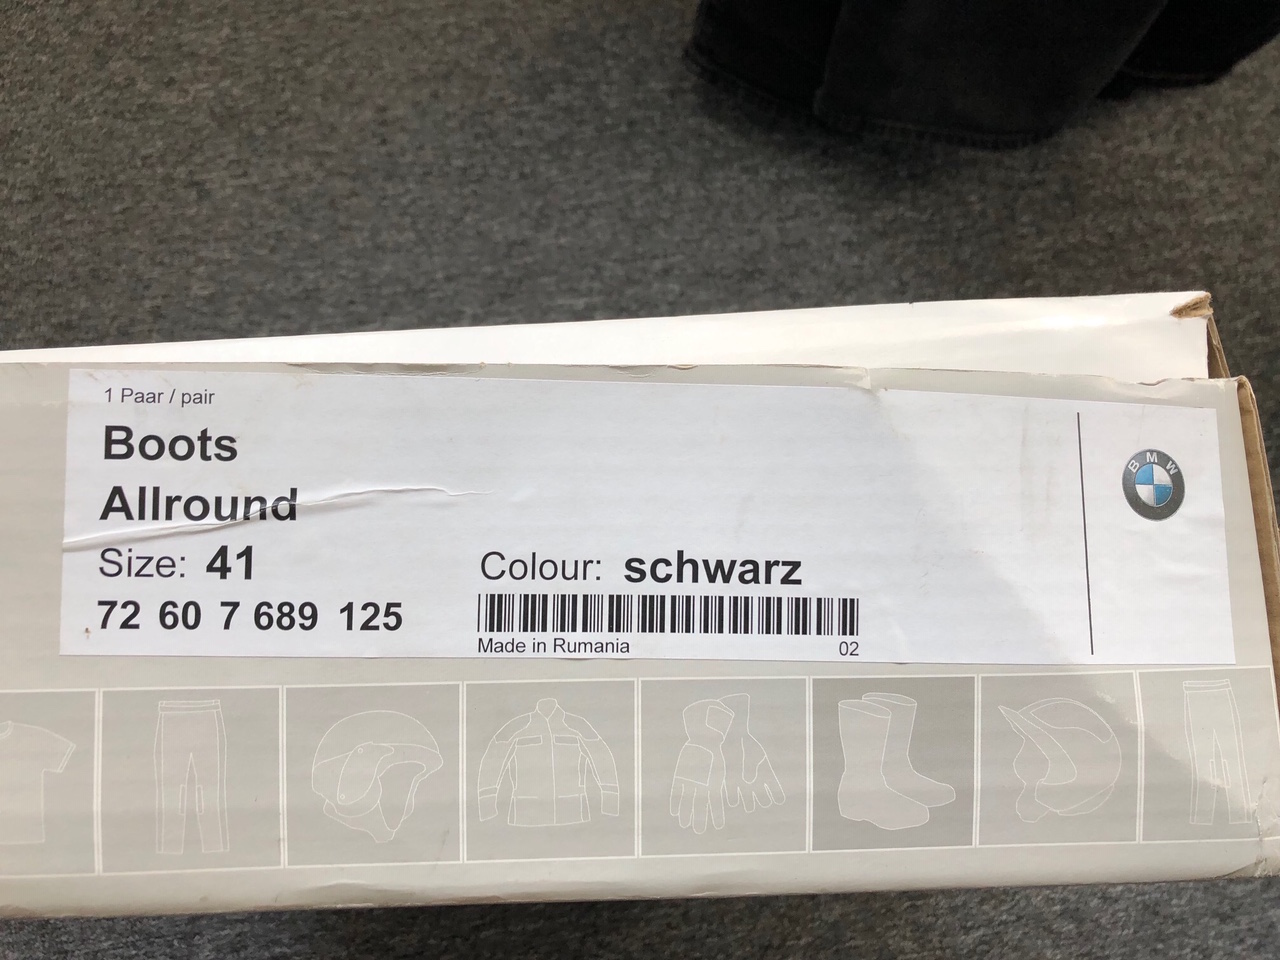 1 Paar / pair
Boots
Allround
Size: 41
Colour: schwarz
72 60 7 689 125
Made in Rumania
02
BMW